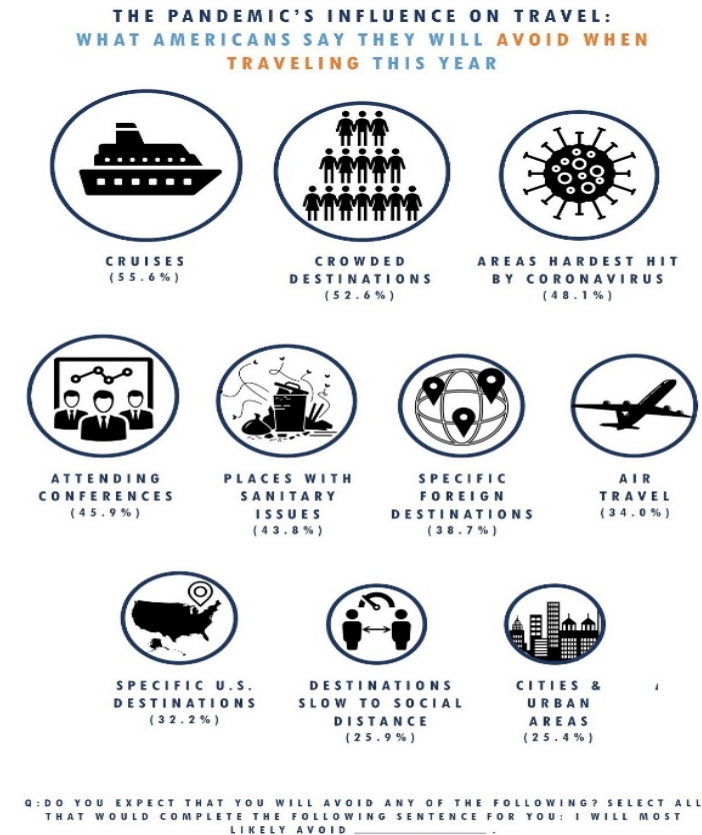 THE PANDEMIC'S INFLUENCE ON TRAVEL:
WHAT AMERICANS SAY THEY WILL AVOID WHEN
TRAVELING THIS YEAR
CRUISES
(55.6%)
CROWDED
DESTINATIONS
(52.6%)
AREAS HARDEST HIT
BY CORONAVIRUS
(48.1%)
ATTENDING
CONFERENCES
(45.9%)
PLACES WITH
SANITARY
ISSUES
(43.8%)
SPECIFIC
FOREIGN
DESTINATIONS
(38.7%)
AIR
TRAVEL
(34.0%)
SPECIFIC U.S.
DESTINATIONS
(32.2%)
DESTINATIONS
SLOW TO SOCIAL
DISTANCE
(25.9%)
CITIES &
URBAN
AREAS
(25.4%)
Q:DO YOU EXPECT THAT YOU WILL AVOID ANY OF THE FOLLOWING? SELECT ALL
THAT WOULD COMPLETE THE FOLLOWING SENTENCE FOR YOU: I WILL MOST
LIKELY AVOID ____________________.